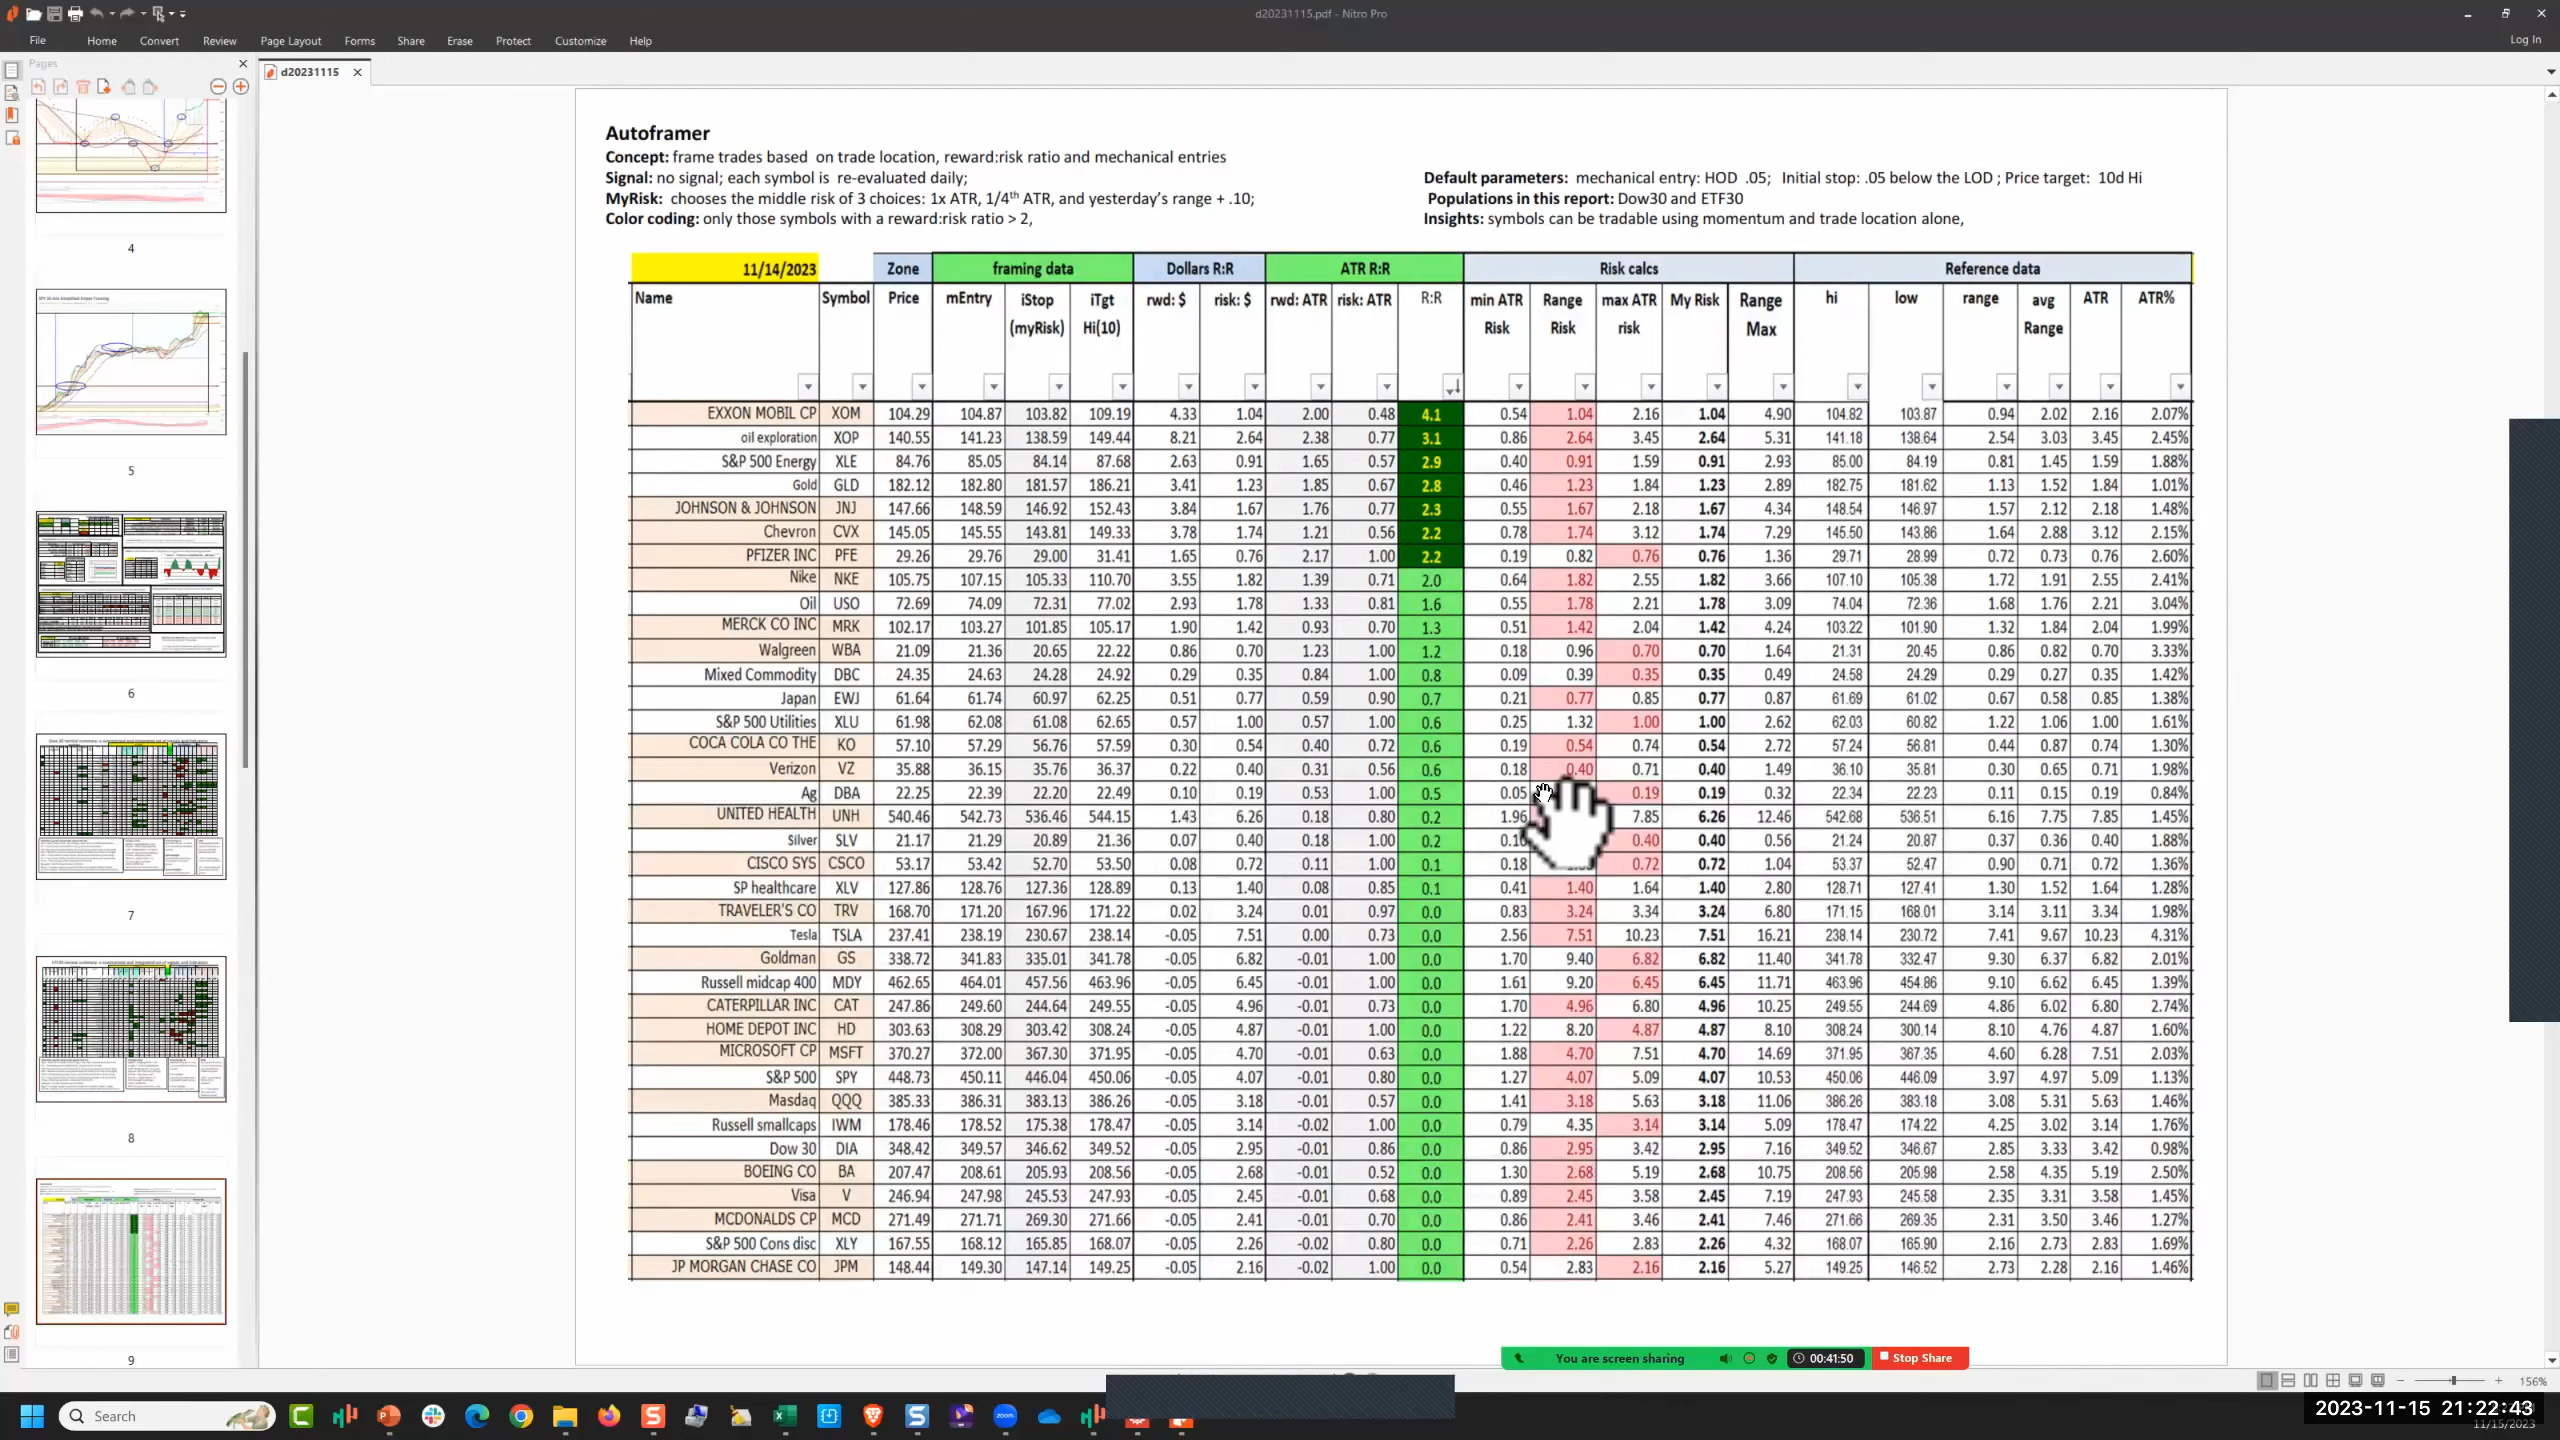 d20231115.pdf - Nitro Pro
File Home Convert Review Page Layout Forms Share Erase Protect Customize Help Log In
Pages
d20231115
4
5
6
7
8
9
Autoframer
Concept: frame trades based on trade location, reward:risk ratio and mechanical entries
Signal: no signal; each symbol is re-evaluated daily;
MyRisk: chooses the middle risk of 3 choices: 1x ATR, 1/4th ATR, and yesterday's range + .10;
Color coding: only those symbols with a reward:risk ratio > 2,
Default parameters: mechanical entry: HOD .05; Initial stop: .05 below the LOD ; Price target: 10d Hi
Populations in this report: Dow30 and ETF30
Insights: symbols can be tradable using momentum and trade location alone,
11/14/2023 Zone framing data Dollars R:R ATR R:R Risk calcs Reference data
Name Symbol Price mEntry iStop iTgt rwd: $ risk: $ rwd: ATR risk: ATR R:R min ATR Range max ATR My Risk Range hi low range avg ATR ATR%
(myRisk) Hi(10) Risk Risk risk Max Range
EXXON MOBIL CP XOM 104.29 104.87 103.82 109.19 4.33 1.04 2.00 0.48 4.1 0.54 1.04 2.16 1.04 4.90 104.82 103.87 0.94 2.02 2.16 2.07%
oil exploration XOP 140.55 141.23 138.59 149.44 8.21 2.64 2.38 0.77 3.1 0.86 2.64 3.45 2.64 5.31 141.18 138.64 2.54 3.03 3.45 2.45%
S&P 500 Energy XLE 84.76 85.05 84.14 87.68 2.63 0.91 1.65 0.57 2.9 0.40 0.91 1.59 0.91 2.93 85.00 84.19 0.81 1.45 1.59 1.88%
Gold GLD 182.12 182.80 181.57 186.21 3.41 1.23 1.85 0.67 2.8 0.46 1.23 1.84 1.23 2.89 182.75 181.62 1.13 1.52 1.84 1.01%
JOHNSON & JOHNSON JNJ 147.66 148.59 146.92 152.43 3.84 1.67 1.76 0.77 2.3 0.55 1.67 2.18 1.67 4.34 148.54 146.97 1.57 2.12 2.18 1.48%
Chevron CVX 145.05 145.55 143.81 149.33 3.78 1.74 1.21 0.56 2.2 0.78 1.74 3.12 1.74 7.29 145.50 143.86 1.64 2.88 3.12 2.15%
PFIZER INC PFE 29.26 29.76 29.00 31.41 1.65 0.76 2.17 1.00 2.2 0.19 0.82 0.76 0.76 1.36 29.71 28.99 0.72 0.73 0.76 2.60%
Nike NKE 105.75 107.15 105.33 110.70 3.55 1.82 1.39 0.71 2.0 0.64 1.82 2.55 1.82 3.66 107.10 105.38 1.72 1.91 2.55 2.41%
Oil USO 72.69 74.09 72.31 77.02 2.93 1.78 1.33 0.81 1.6 0.55 1.78 2.21 1.78 3.09 74.04 72.36 1.68 1.76 2.21 3.04%
MERCK CO INC MRK 102.17 103.27 101.85 105.17 1.90 1.42 0.93 0.70 1.3 0.51 1.42 2.04 1.42 4.24 103.22 101.90 1.32 1.84 2.04 1.99%
Walgreen WBA 21.09 21.36 20.65 22.22 0.86 0.70 1.23 1.00 1.2 0.18 0.96 0.70 0.70 1.64 21.31 20.45 0.86 0.82 0.70 3.33%
Mixed Commodity DBC 24.35 24.63 24.28 24.92 0.29 0.35 0.84 1.00 0.8 0.09 0.39 0.35 0.35 0.49 24.58 24.29 0.29 0.27 0.35 1.42%
Japan EWJ 61.64 61.74 60.97 62.25 0.51 0.77 0.59 0.90 0.7 0.21 0.77 0.85 0.77 0.87 61.69 61.02 0.67 0.58 0.85 1.38%
S&P 500 Utilities XLU 61.98 62.08 61.08 62.65 0.57 1.00 0.57 1.00 0.6 0.25 1.32 1.00 1.00 2.62 62.03 60.82 1.22 1.06 1.00 1.61%
COCA COLA CO THE KO 57.10 57.29 56.76 57.59 0.30 0.54 0.40 0.72 0.6 0.19 0.54 0.74 0.54 2.72 57.24 56.81 0.44 0.87 0.74 1.30%
Verizon VZ 35.88 36.15 35.76 36.37 0.22 0.40 0.31 0.56 0.6 0.18 0.40 0.71 0.40 1.49 36.10 35.81 0.30 0.65 0.71 1.98%
Ag DBA 22.25 22.39 22.20 22.49 0.10 0.19 0.53 1.00 0.5 0.05 0.19 0.19 0.32 22.34 22.23 0.11 0.15 0.19 0.84%
UNITED HEALTH UNH 540.46 542.73 536.46 544.15 1.43 6.26 0.18 0.80 0.2 1.96 7.85 6.26 12.46 542.68 536.51 6.16 7.75 7.85 1.45%
Silver SLV 21.17 21.29 20.89 21.36 0.07 0.40 0.18 1.00 0.2 0.10 0.40 0.40 0.56 21.24 20.87 0.37 0.36 0.40 1.88%
CISCO SYS CSCO 53.17 53.42 52.70 53.50 0.08 0.72 0.11 1.00 0.1 0.18 0.72 0.72 1.04 53.37 52.47 0.90 0.71 0.72 1.36%
SP healthcare XLV 127.86 128.76 127.36 128.89 0.13 1.40 0.08 0.85 0.1 0.41 1.40 1.64 1.40 2.80 128.71 127.41 1.30 1.52 1.64 1.28%
TRAVELER'S CO TRV 168.70 171.20 167.96 171.22 0.02 3.24 0.01 0.97 0.0 0.83 3.24 3.34 3.24 6.80 171.15 168.01 3.14 3.11 3.34 1.98%
Tesla TSLA 237.41 238.19 230.67 238.14 -0.05 7.51 0.00 0.73 0.0 2.56 7.51 10.23 7.51 16.21 238.14 230.72 7.41 9.67 10.23 4.31%
Goldman GS 338.72 341.83 335.01 341.78 -0.05 6.82 -0.01 1.00 0.0 1.70 9.40 6.82 6.82 11.40 341.78 332.47 9.30 6.37 6.82 2.01%
Russell midcap 400 MDY 462.65 464.01 457.56 463.96 -0.05 6.45 -0.01 1.00 0.0 1.61 9.20 6.45 6.45 11.71 463.96 454.86 9.10 6.62 6.45 1.39%
CATERPILLAR INC CAT 247.86 249.60 244.64 249.55 -0.05 4.96 -0.01 0.73 0.0 1.70 4.96 6.80 4.96 10.25 249.55 244.69 4.86 6.02 6.80 2.74%
HOME DEPOT INC HD 303.63 308.29 303.42 308.24 -0.05 4.87 -0.01 1.00 0.0 1.22 8.20 4.87 4.87 8.10 308.24 300.14 8.10 4.76 4.87 1.60%
MICROSOFT CP MSFT 370.27 372.00 367.30 371.95 -0.05 4.70 -0.01 0.63 0.0 1.88 4.70 7.51 4.70 14.69 371.95 367.35 4.60 6.28 7.51 2.03%
S&P 500 SPY 448.73 450.11 446.04 450.06 -0.05 4.07 -0.01 0.80 0.0 1.27 4.07 5.09 4.07 10.53 450.06 446.09 3.97 4.97 5.09 1.13%
Masdaq QQQ 385.33 386.31 383.13 386.26 -0.05 3.18 -0.02 0.57 0.0 1.41 3.18 5.63 3.18 11.06 386.26 383.18 3.08 5.31 5.63 1.46%
Russell smallcaps IWM 178.46 178.52 175.38 178.47 -0.05 3.14 -0.02 1.00 0.0 0.79 4.35 3.14 3.14 5.09 178.47 174.22 4.25 3.02 3.14 1.76%
Dow 30 DIA 348.42 349.57 346.62 349.52 -0.05 2.95 -0.01 0.86 0.0 0.86 2.95 3.42 2.95 7.16 349.52 346.67 2.85 3.33 3.42 0.98%
BOEING CO BA 207.47 208.61 205.93 208.56 -0.05 2.68 -0.01 0.52 0.0 1.30 2.68 5.19 2.68 10.75 208.56 205.98 2.58 4.35 5.19 2.50%
Visa V 246.94 247.98 245.53 247.93 -0.05 2.45 -0.01 0.68 0.0 0.89 2.45 3.58 2.45 7.19 247.93 245.58 2.35 3.31 3.58 1.45%
MCDONALDS CP MCD 271.49 271.71 269.30 271.66 -0.05 2.41 -0.01 0.70 0.0 0.86 2.41 3.46 2.41 7.46 271.66 269.35 2.31 3.50 3.46 1.27%
S&P 500 Cons disc XLY 167.55 168.12 165.85 168.07 -0.05 2.26 -0.02 0.80 0.0 0.71 2.26 2.83 2.26 4.32 168.07 165.90 2.16 2.73 2.83 1.69%
JP MORGAN CHASE CO JPM 148.44 149.30 147.14 149.25 -0.05 2.16 -0.02 1.00 0.0 0.54 2.83 2.16 2.16 5.27 149.25 146.52 2.73 2.28 2.16 1.46%
You are screen sharing 00:41:50 Stop Share
156%
Search
zoom
2023-11-15 21:22:43
11/15/2023